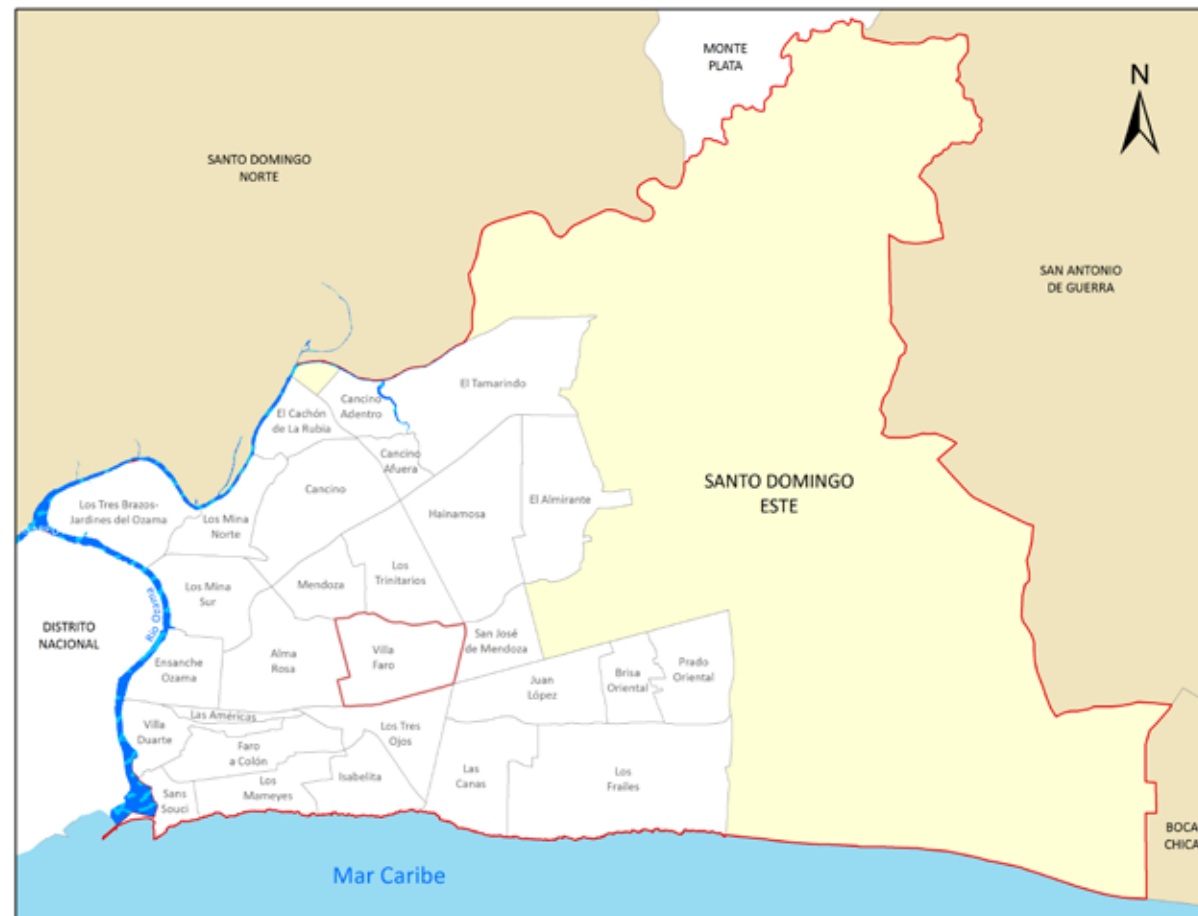 MONTE
PLATA
N
SANTO DOMINGO
NORTE
SAN ANTONIO
DE GUERRA
El Tamarindo
Cancino
Adentro
El Cachón
de La Rubia
Cancino
Afuera
SANTO DOMINGO
ESTE
Cancino
El Almirante
Los Tres Brazos-
Jardines del Ozama
Hainamosa
Los Mina
Norte
Los
Trinitarios
Mendoza
Los Mina
Sur
Río Ozama
DISTRITO
NACIONAL
San José
de Mendoza
Villa
Faro
Alma
Rosa
Ensanche
Ozama
Prado
Oriental
Brisa
Oriental
Juan
López
Las Américas
Villa
Duarte
Los Tres
Ojos
Faro
a Colón
Las
Canas
Los
Frailes
Isabelita
Los
Mameyes
Sans
Souci
BOCA
CHICA
Mar Caribe